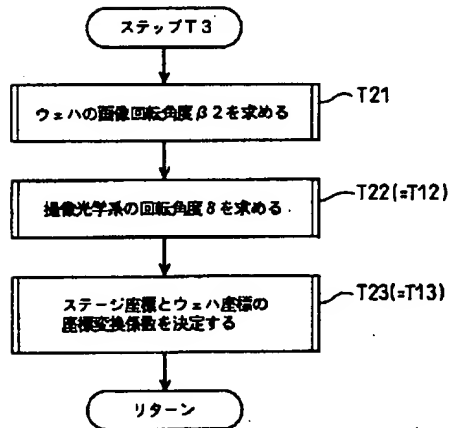 ステップT3
ウェハの画像回転角度β2を求める
T21
撮像光学系の回転角度δを求める
T22(=T12)
ステージ座標とウェハ座標の
座標変換係数を決定する
T23(=T13)
リターン